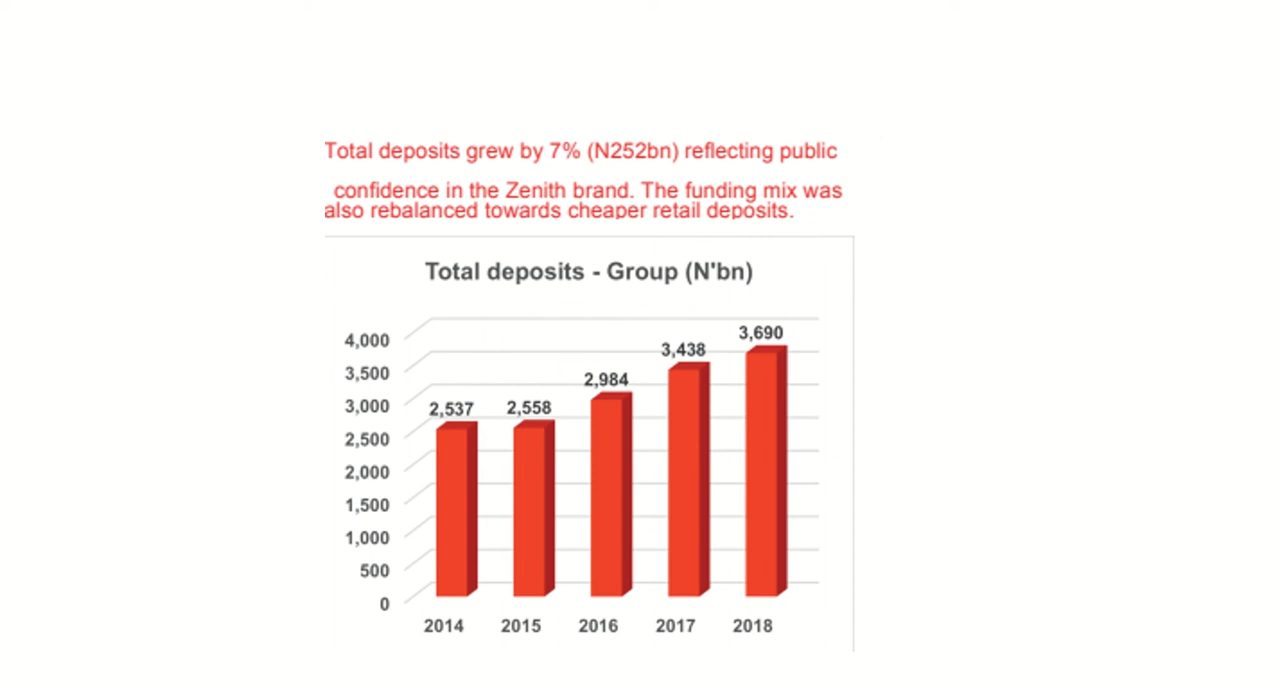 Total deposits grew by 7% (N252bn) reflecting public
confidence in the Zenith brand. The funding mix was
also rebalanced towards cheaper retail deposits.
Total deposits - Group (N'bn)
4,000
3,500
3,000
2,500
2,000
1,500
1,000
500
0
2,537
2,558
2,984
3,438
3,690
2014 2015 2016 2017 2018